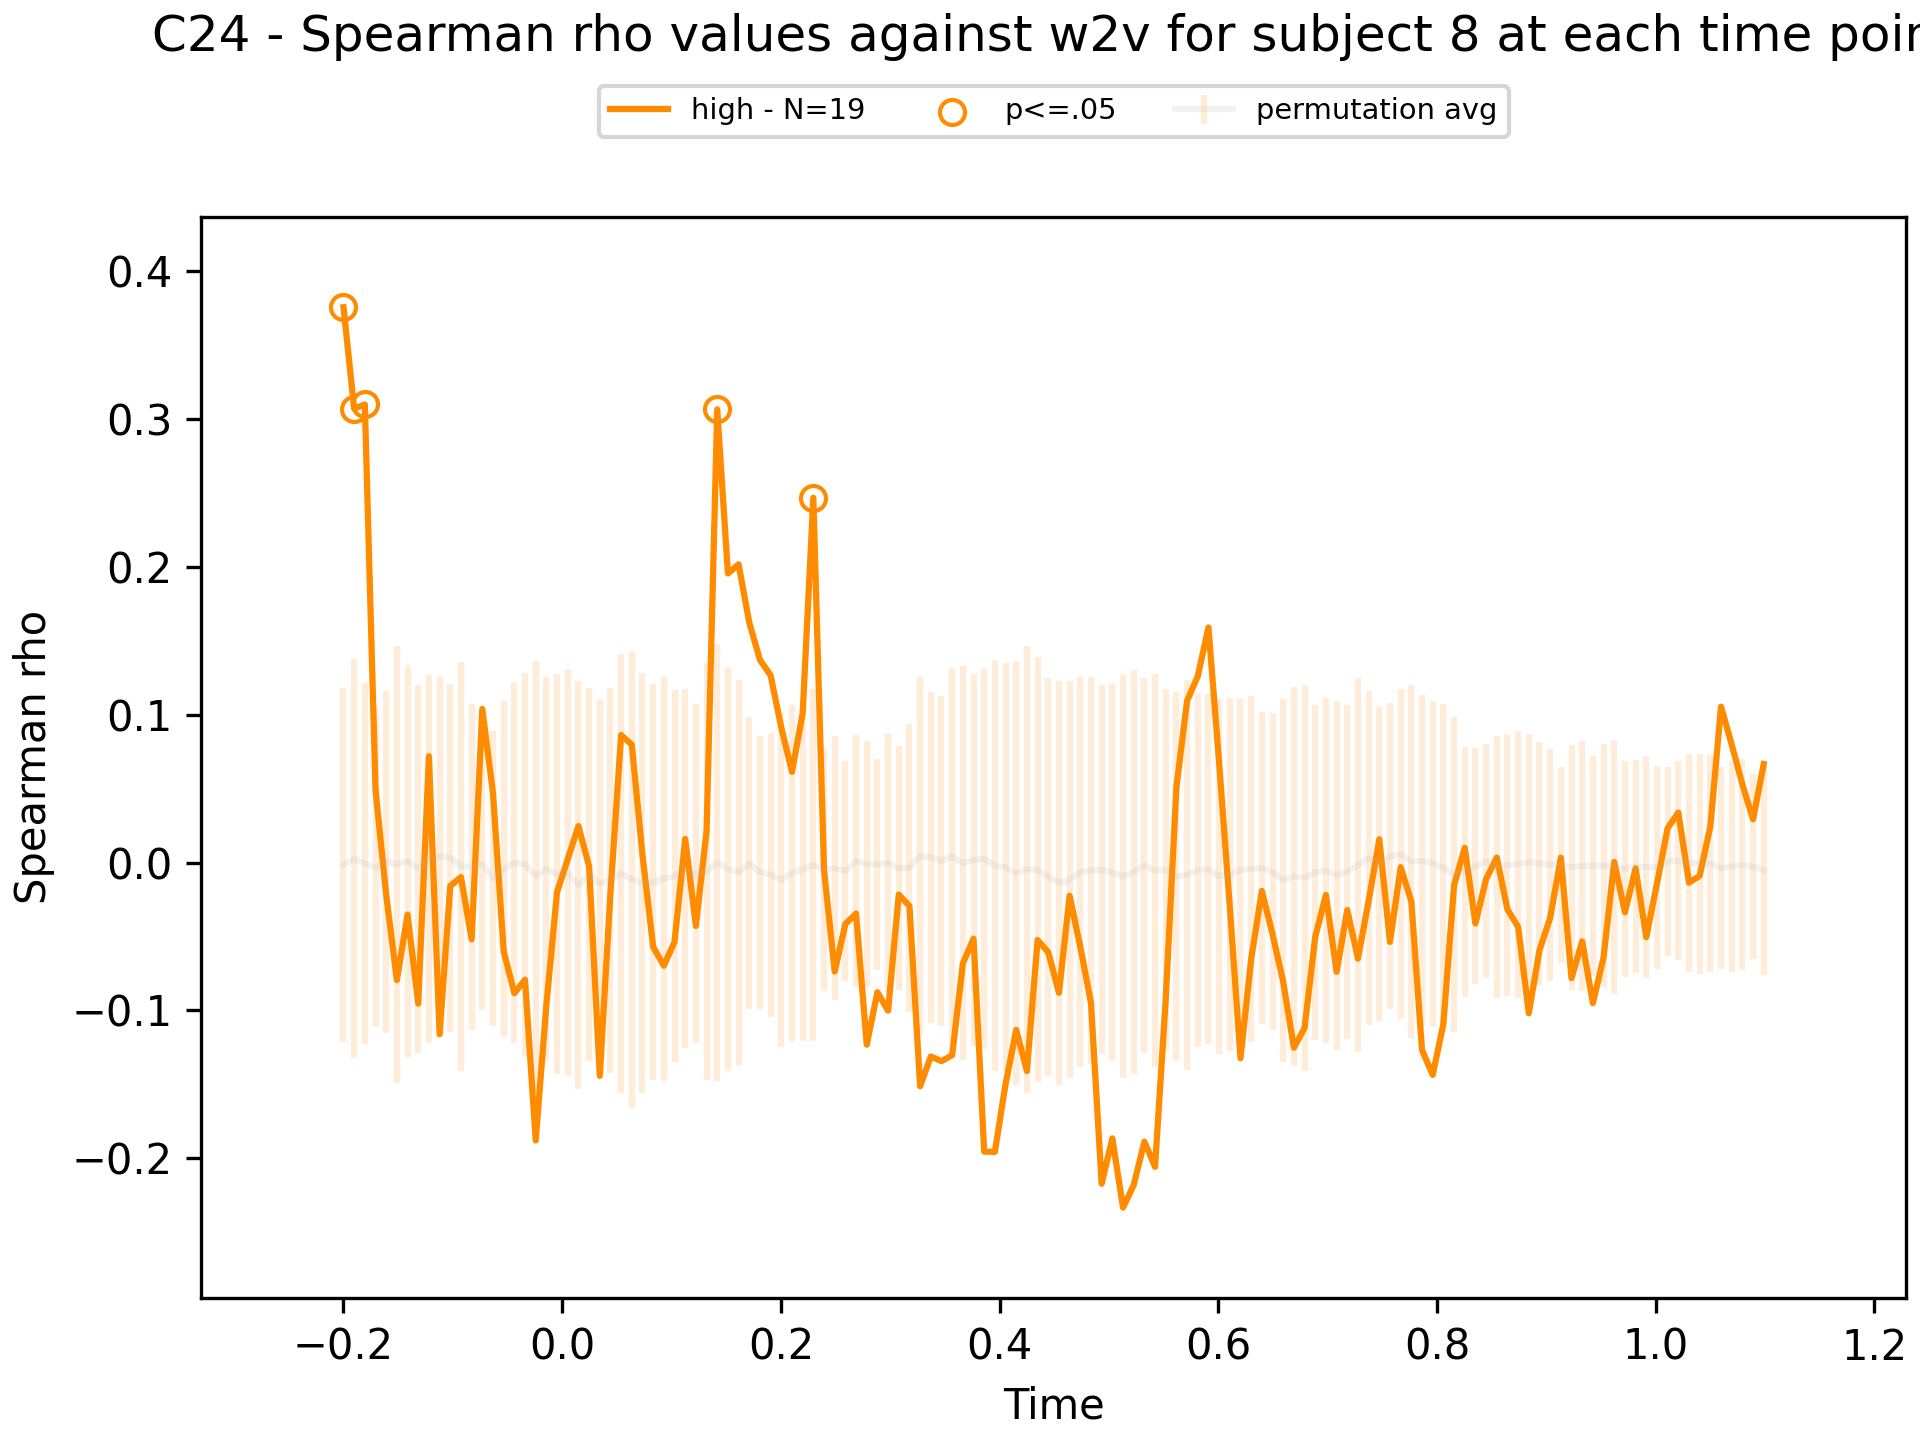 C24 - Spearman rho values against w2v for subject 8 at each time poin
high - N=19
p<=.05
permutation avg
0.4
0.3
0.2
0.1
0.0
−0.1
−0.2
Spearman rho
−0.2
0.0
0.2
0.4
0.6
0.8
1.0
1.2
Time